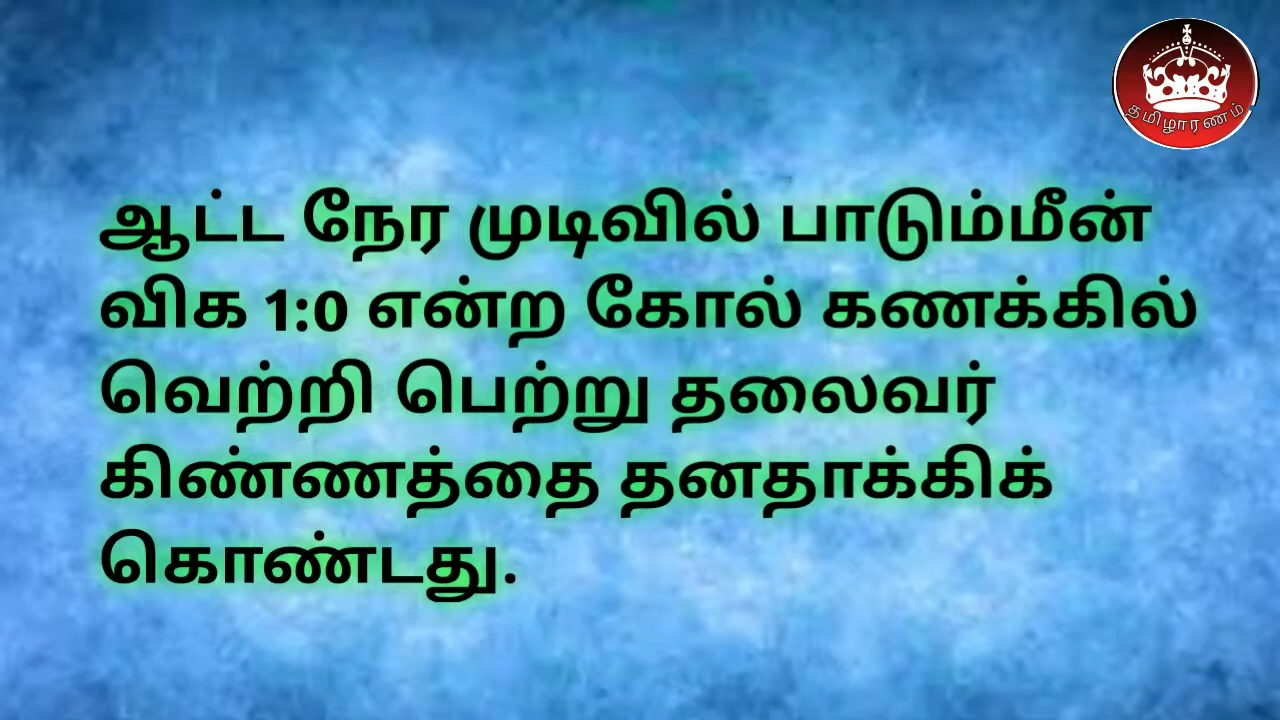 தமிழாரணம்
ஆட்ட நேர முடிவில் பாடும்மீன்
விக 1:0 என்ற கோல் கணக்கில்
வெற்றி பெற்று தலைவர்
கிண்ணத்தை தனதாக்கிக்
கொண்டது.